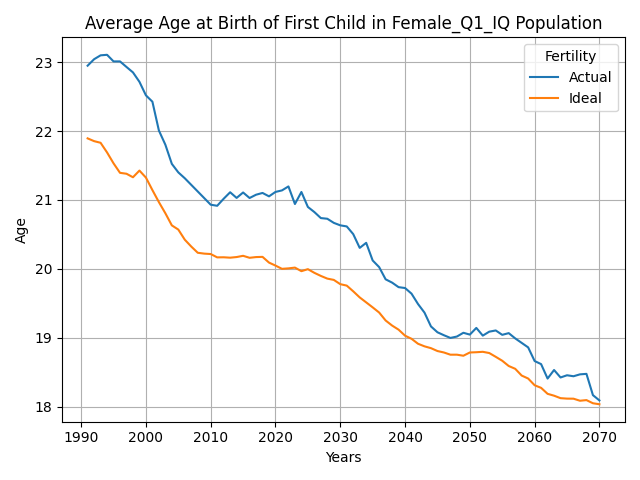 Average Age at Birth of First Child in Female_Q1_IQ Population
Fertility
Actual
Ideal
Age
23
22
21
20
19
18
1990
2000
2010
2020
2030
2040
2050
2060
2070
Years